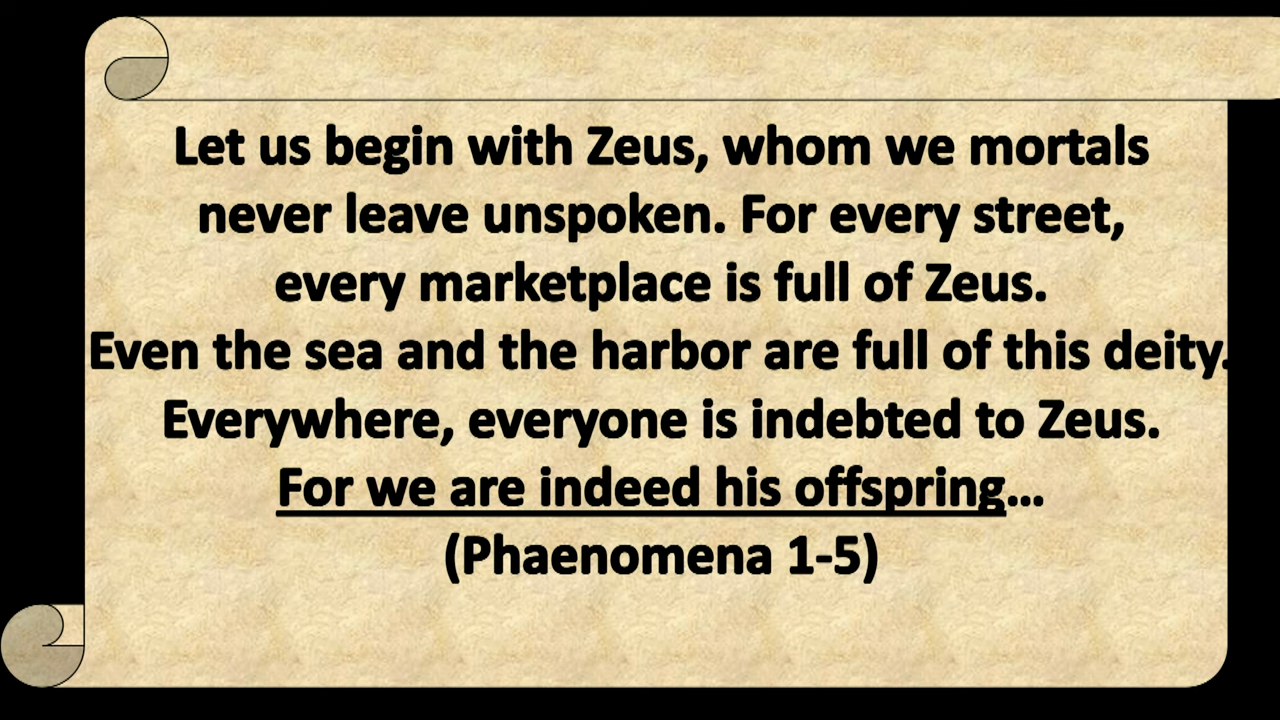 Let us begin with Zeus, whom we mortals
never leave unspoken. For every street,
every marketplace is full of Zeus.
Even the sea and the harbor are full of this deity.
Everywhere, everyone is indebted to Zeus.
For we are indeed his offspring...
(Phaenomena 1-5)